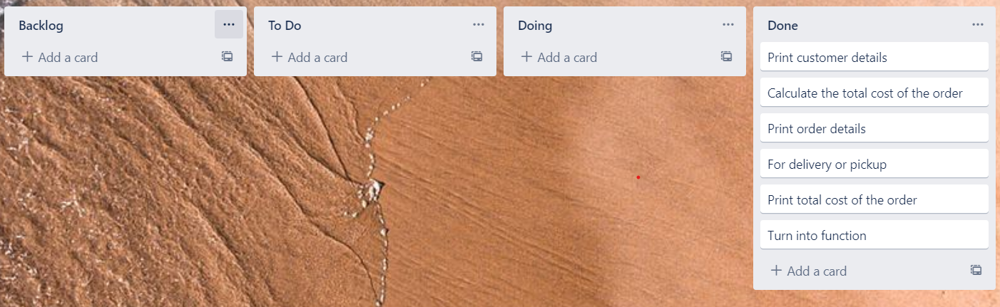 Backlog
+ Add a card
To Do
+ Add a card
Doing
+ Add a card
Done
Print customer details
Calculate the total cost of the order
Print order details
For delivery or pickup
Print total cost of the order
Turn into function
+ Add a card